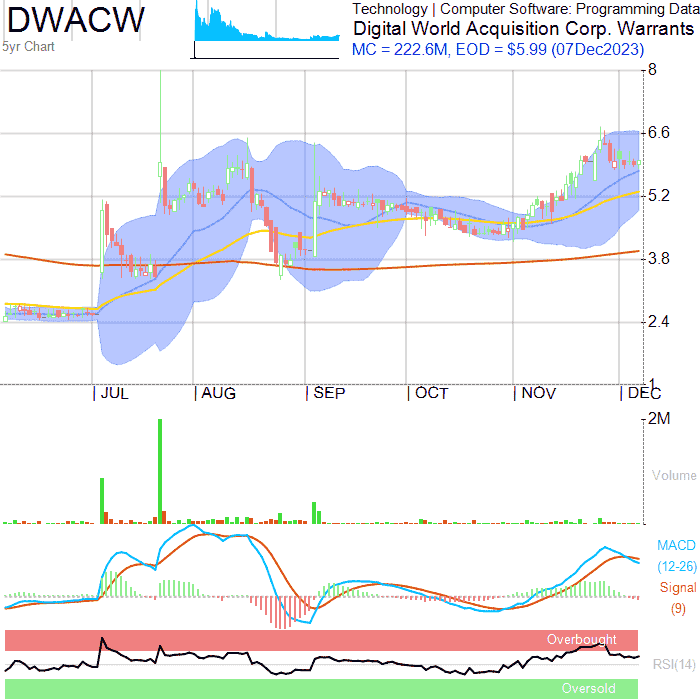 DWACW
5yr Chart
Technology | Computer Software: Programming Data
Digital World Acquisition Corp. Warrants
MC = 222.6M, EOD = $5.99 (07Dec2023)
8
6.6
5.2
3.8
2.4
1
JUL
AUG
SEP
OCT
NOV
DEC
2M
Volume
MACD
(12-26)
Signal
(9)
Overbought
RSI(14)
Oversold